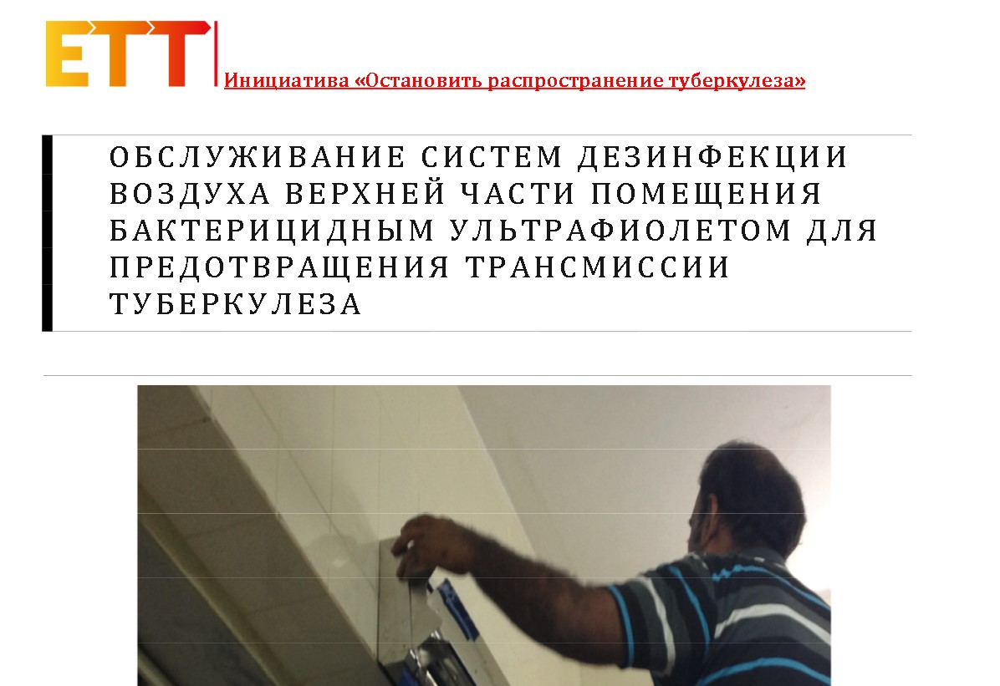 ETT
Инициатива «Остановить распространение туберкулеза»
ОБСЛУЖИВАНИЕ СИСТЕМ ДЕЗИНФЕКЦИИ
ВОЗДУХА ВЕРХНЕЙ ЧАСТИ ПОМЕЩЕНИЯ
БАКТЕРИЦИДНЫМ УЛЬТРАФИОЛЕТОМ ДЛЯ
ПРЕДОТВРАЩЕНИЯ ТРАНСМИССИИ
ТУБЕРКУЛЕЗА